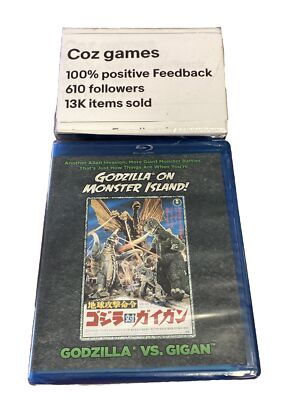 Coz games
100% positive Feedback
610 followers
13K items sold
Another Alien Invasion, More Giant Monster Battles.
That's Just How Things Are When You're
GODZILLA® ON
MONSTER ISLAND!
地球攻撃命令
ゴジラ対ガイガン
GODZILLA® VS. GIGAN™